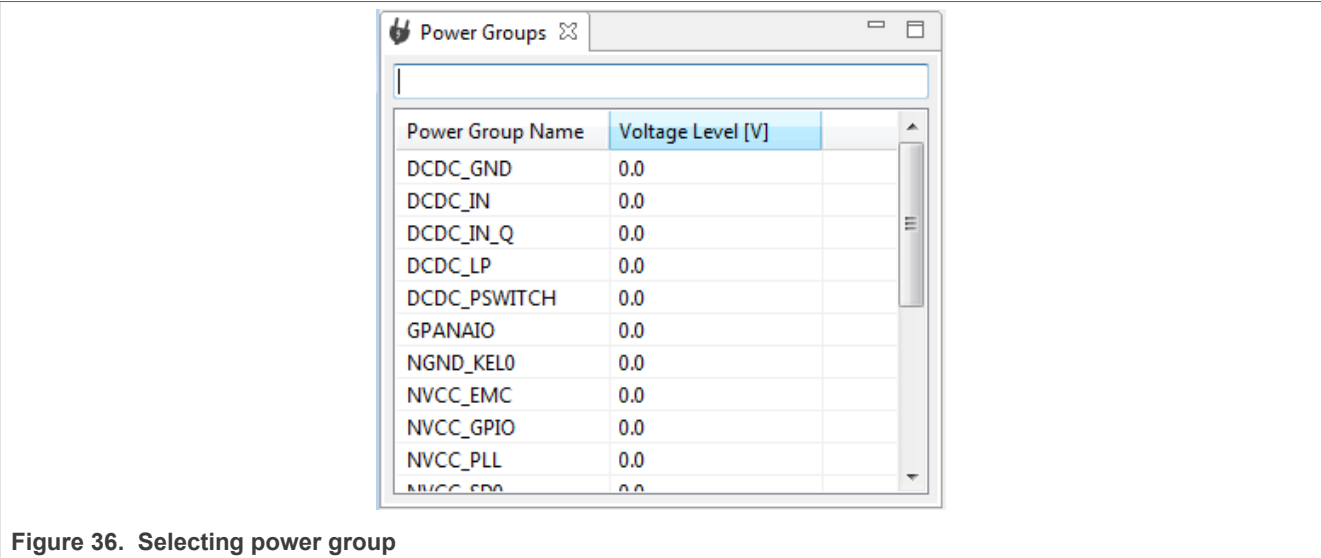 Power Groups
Power Group Name Voltage Level [V]
DCDC_GND 0.0
DCDC_IN 0.0
DCDC_IN_Q 0.0
DCDC_LP 0.0
DCDC_PSWITCH 0.0
GPANAIO 0.0
NGND_KEL0 0.0
NVCC_EMC 0.0
NVCC_GPIO 0.0
NVCC_PLL 0.0
Figure 36. Selecting power group